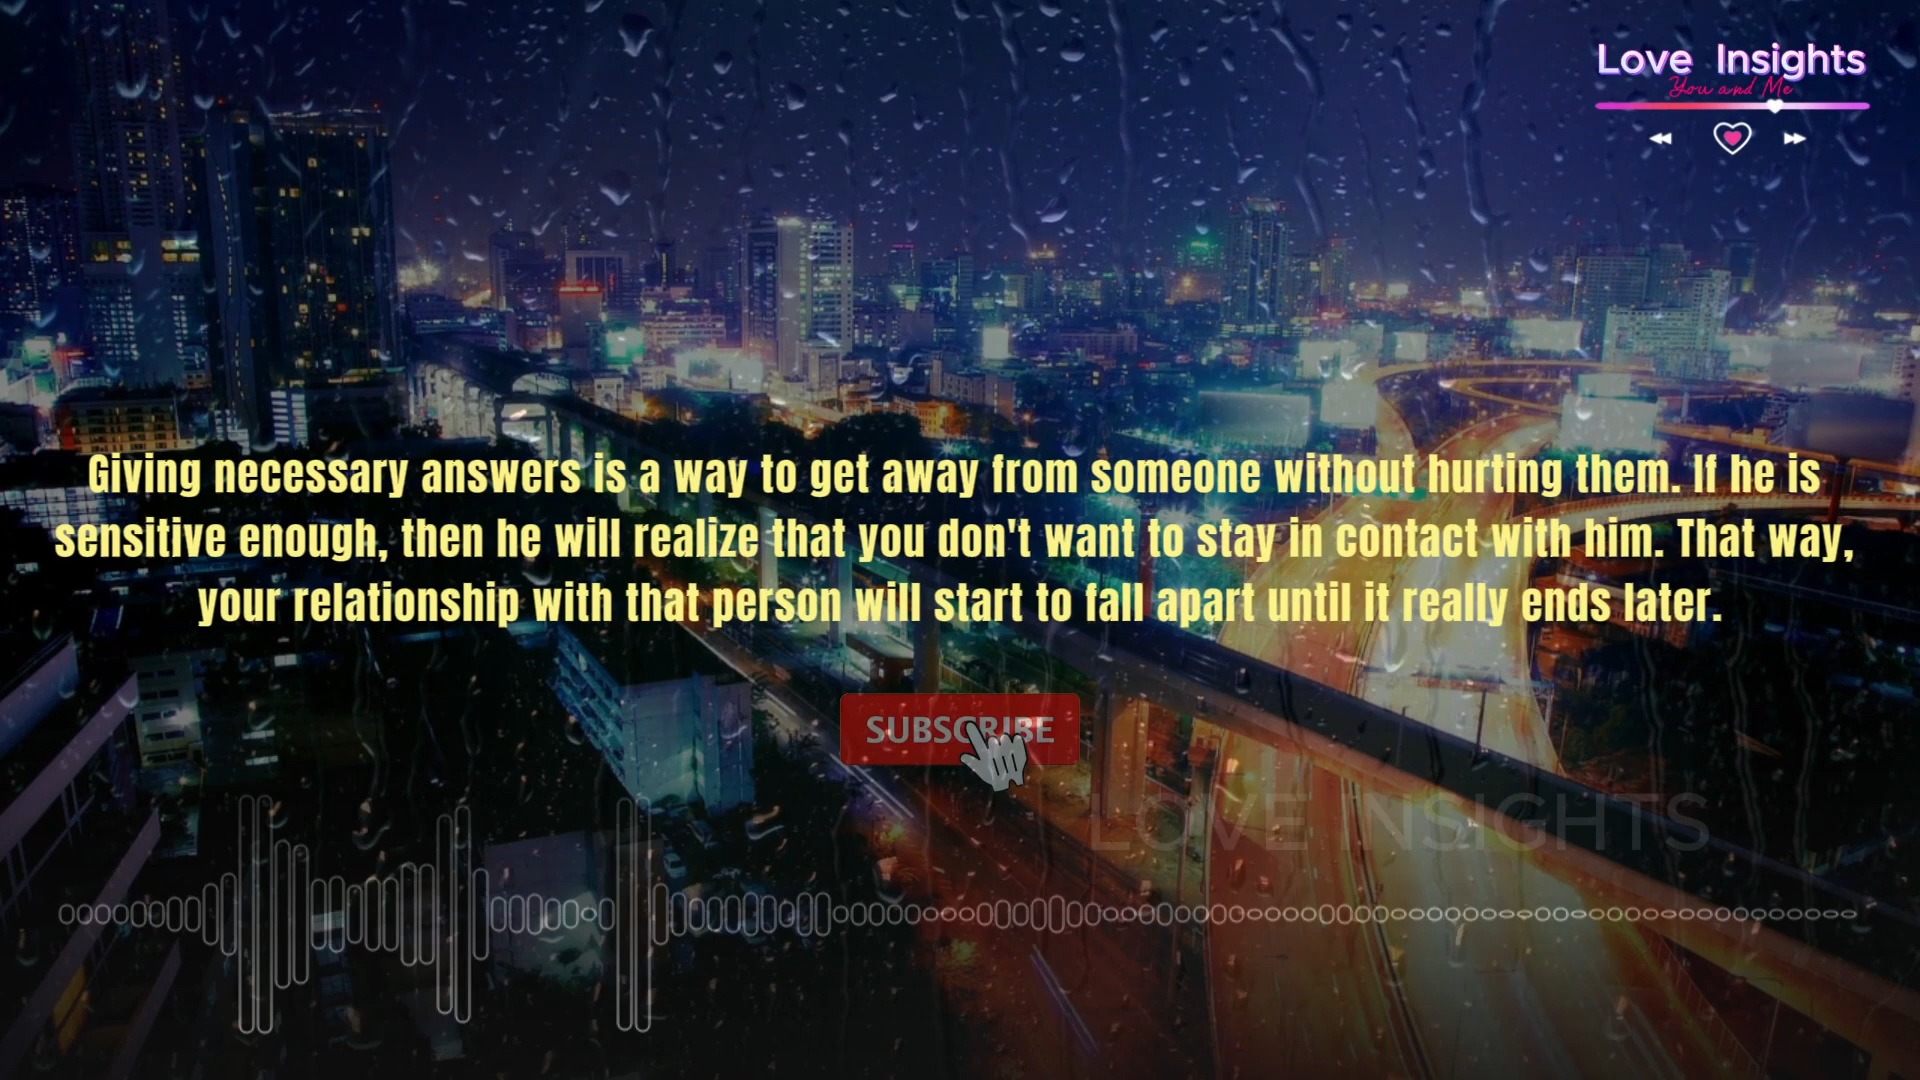 Love Insights
You and Me
Giving necessary answers is a way to get away from someone without hurting them. If he is
sensitive enough, then he will realize that you don't want to stay in contact with him. That way,
your relationship with that person will start to fall apart until it really ends later.
SUBSCRIBE
LOVE INSIGHTS